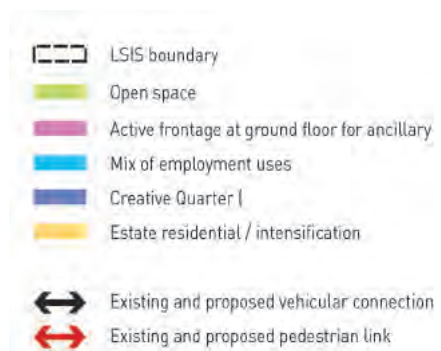 LSIS boundary
Open space
Active frontage at ground floor for ancillary
Mix of employment uses
Creative Quarter (
Estate residential / intensification
Existing and proposed vehicular connection
Existing and proposed pedestrian link